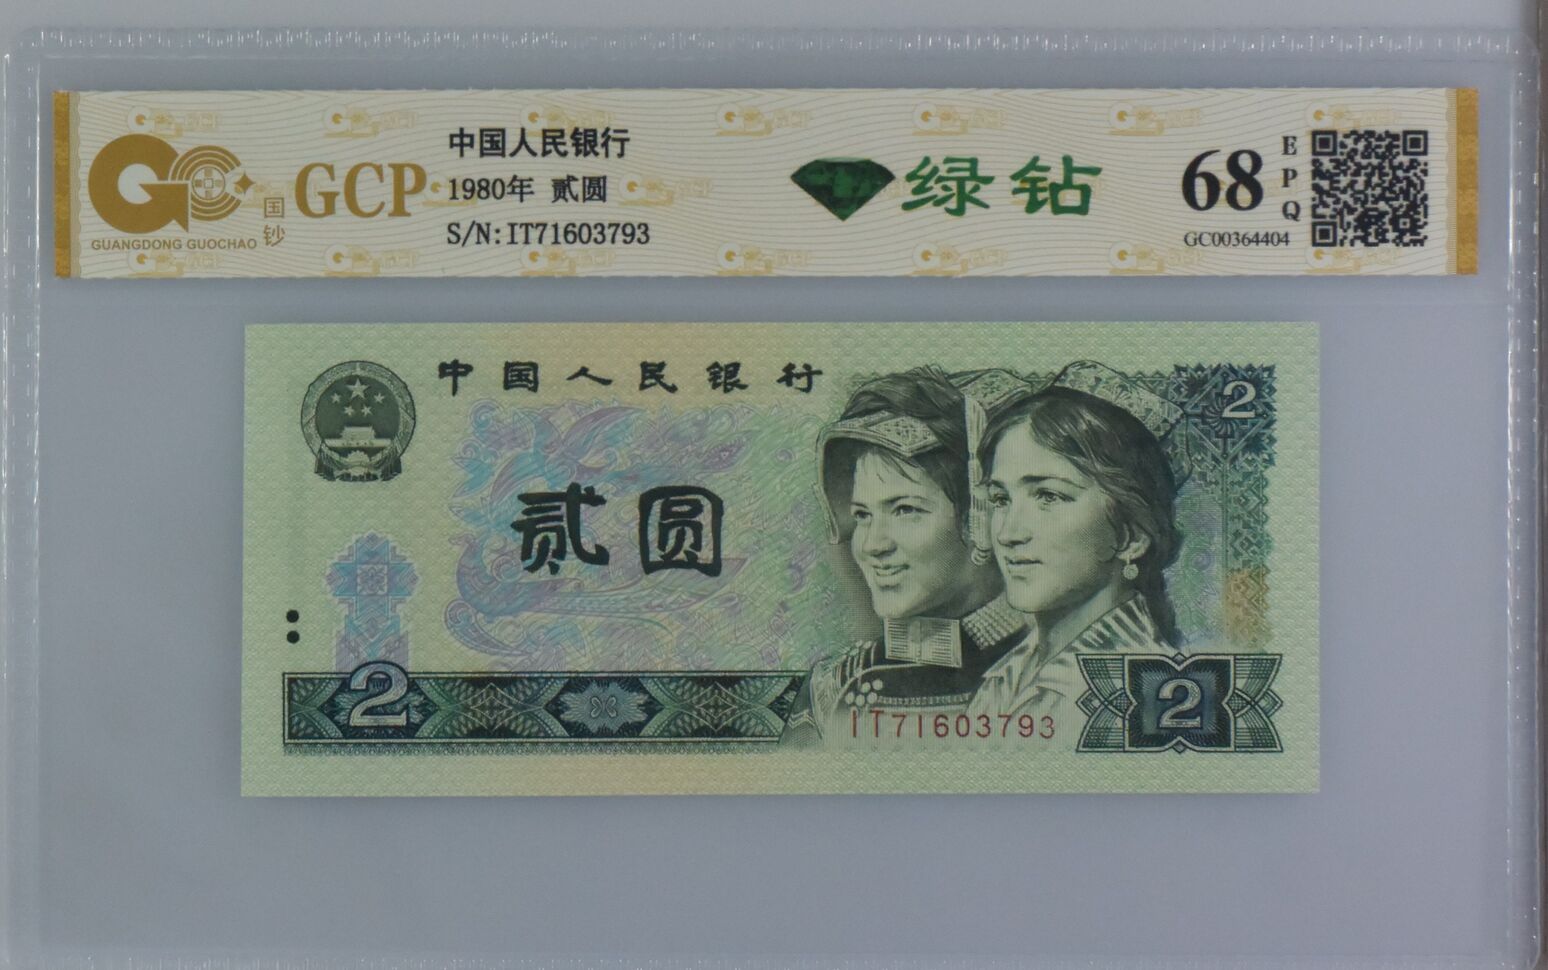 GUANGDONG GUOCHAO
国钞
GCP
中国人民银行
1980年 贰圆
S/N:IT71603793
绿钻
68
EPQ
GC00364404
中国人民银行
2
贰圆
2
IT71603793
2